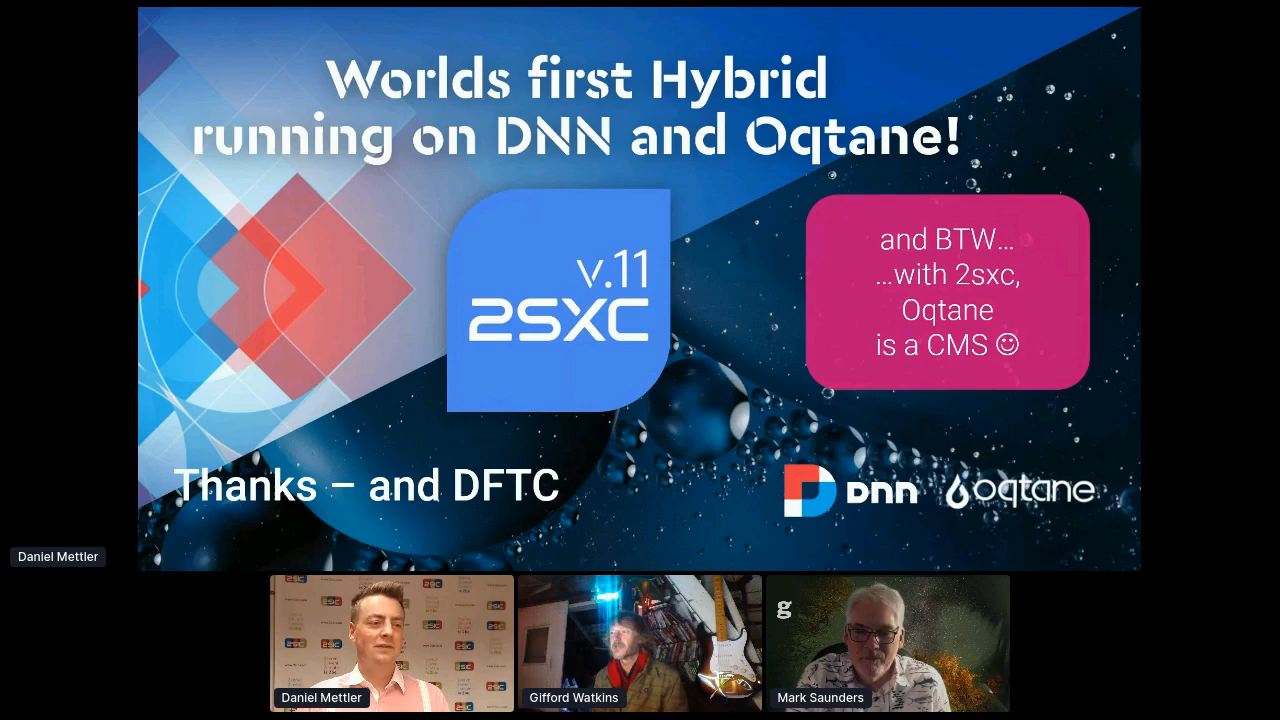 Worlds first Hybrid
running on DNN and Oqtane!
v.11
2SXC
and BTW...
...with 2sxc,
Oqtane
is a CMS ☺
Thanks – and DFTC
DNN
oqtane
Daniel Mettler
2SXC
g
Daniel Mettler
Gifford Watkins
Mark Saunders